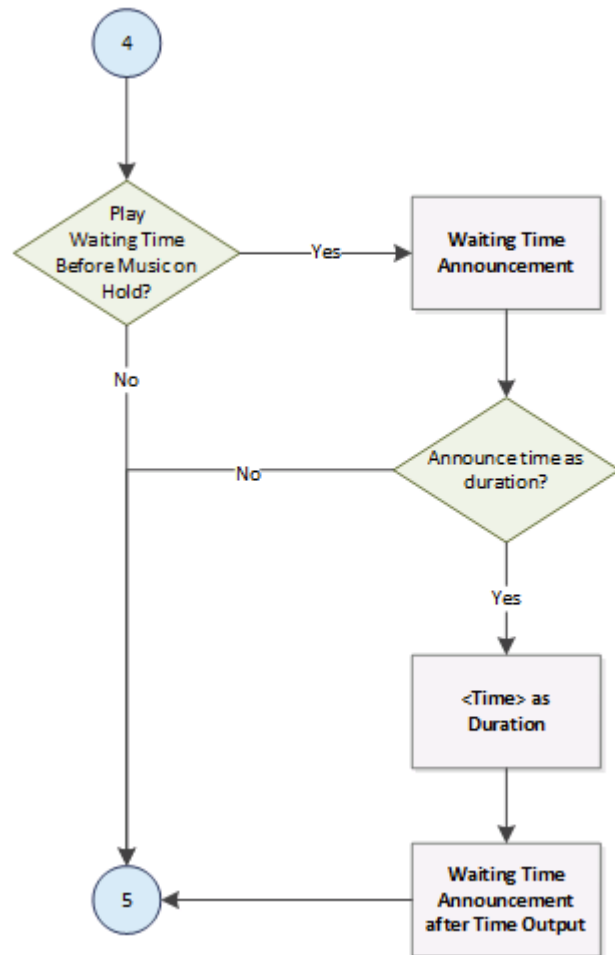 4
Play
Waiting Time
Before Music on
Hold?
Yes
Waiting Time
Announcement
No
Announce time as
duration?
No
Yes
<Time> as
Duration
Waiting Time
Announcement
after Time Output
5